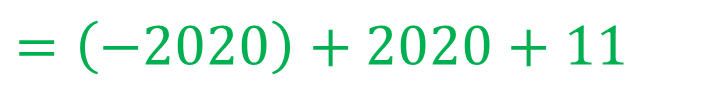 = (−2020) + 2020 + 11